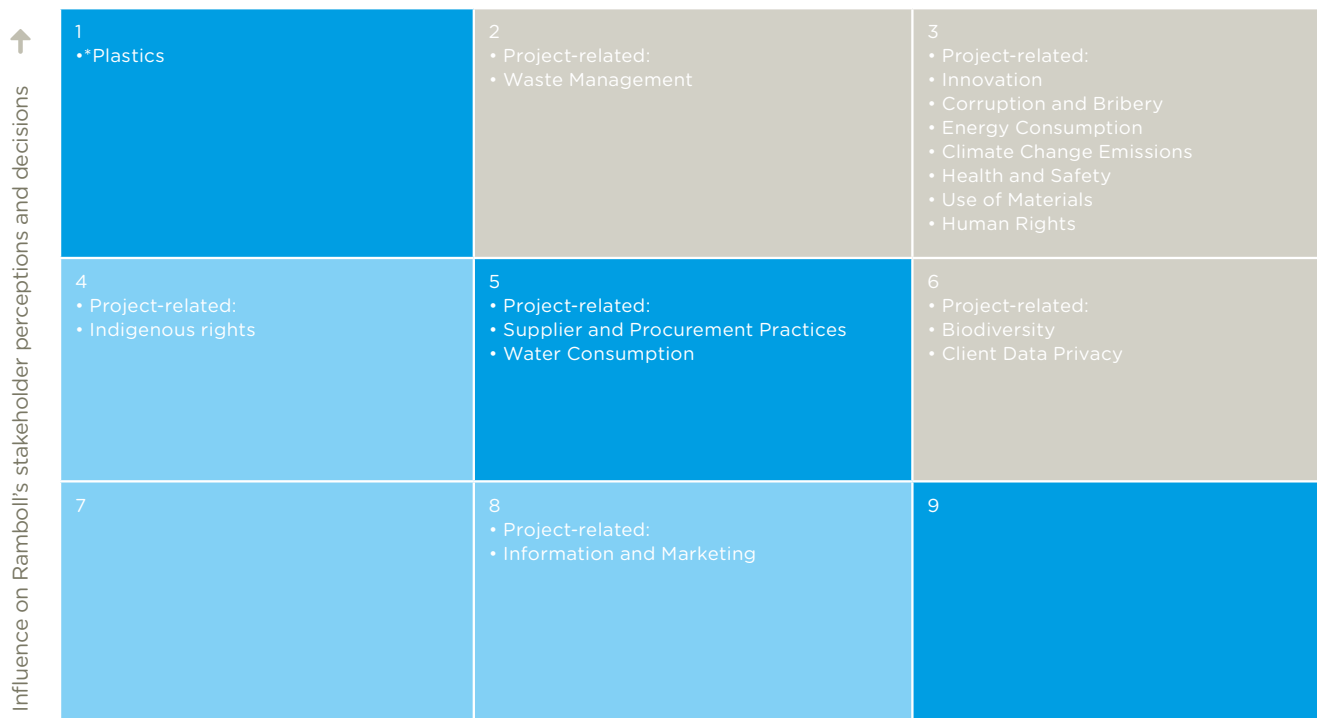 Influence on Ramboll's stakeholder perceptions and decisions
1
•*Plastics
2
• Project-related:
• Waste Management
3
• Project-related:
• Innovation
• Corruption and Bribery
• Energy Consumption
• Climate Change Emissions
• Health and Safety
• Use of Materials
• Human Rights
4
• Project-related:
• Indigenous rights
5
• Project-related:
• Supplier and Procurement Practices
• Water Consumption
6
• Project-related:
• Biodiversity
• Client Data Privacy
7
8
• Project-related:
• Information and Marketing
9